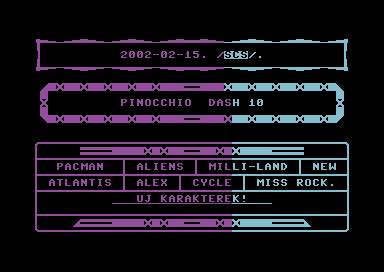 2002-02-15. /SCS/.
PINOCCHIO DASH 10
PACMAN ALIENS MILLI-LAND NEW
ATLANTIS ALEX CYCLE MISS ROCK.
UJ KARAKTEREK!